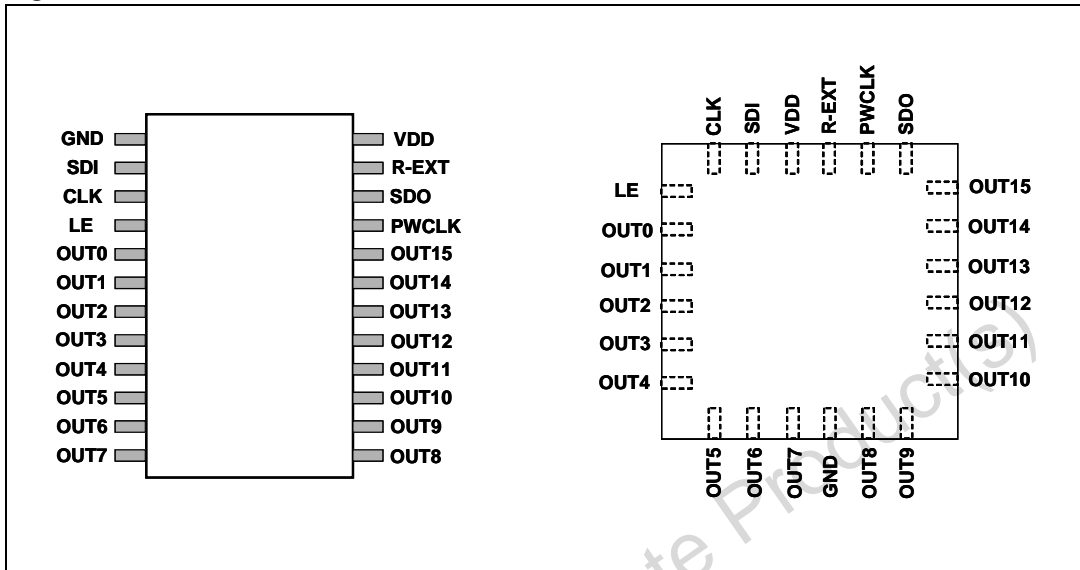 GND
SDI
CLK
LE
OUT0
OUT1
OUT2
OUT3
OUT4
OUT5
OUT6
OUT7
VDD
R-EXT
SDO
PWCLK
OUT15
OUT14
OUT13
OUT12
OUT11
OUT10
OUT9
OUT8
CLK
SDI
VDD
R-EXT
PWCLK
SDO
LE
OUT0
OUT1
OUT2
OUT3
OUT4
OUT15
OUT14
OUT13
OUT12
OUT11
OUT10
OUT5
OUT6
OUT7
GND
OUT8
OUT9
Product(s)